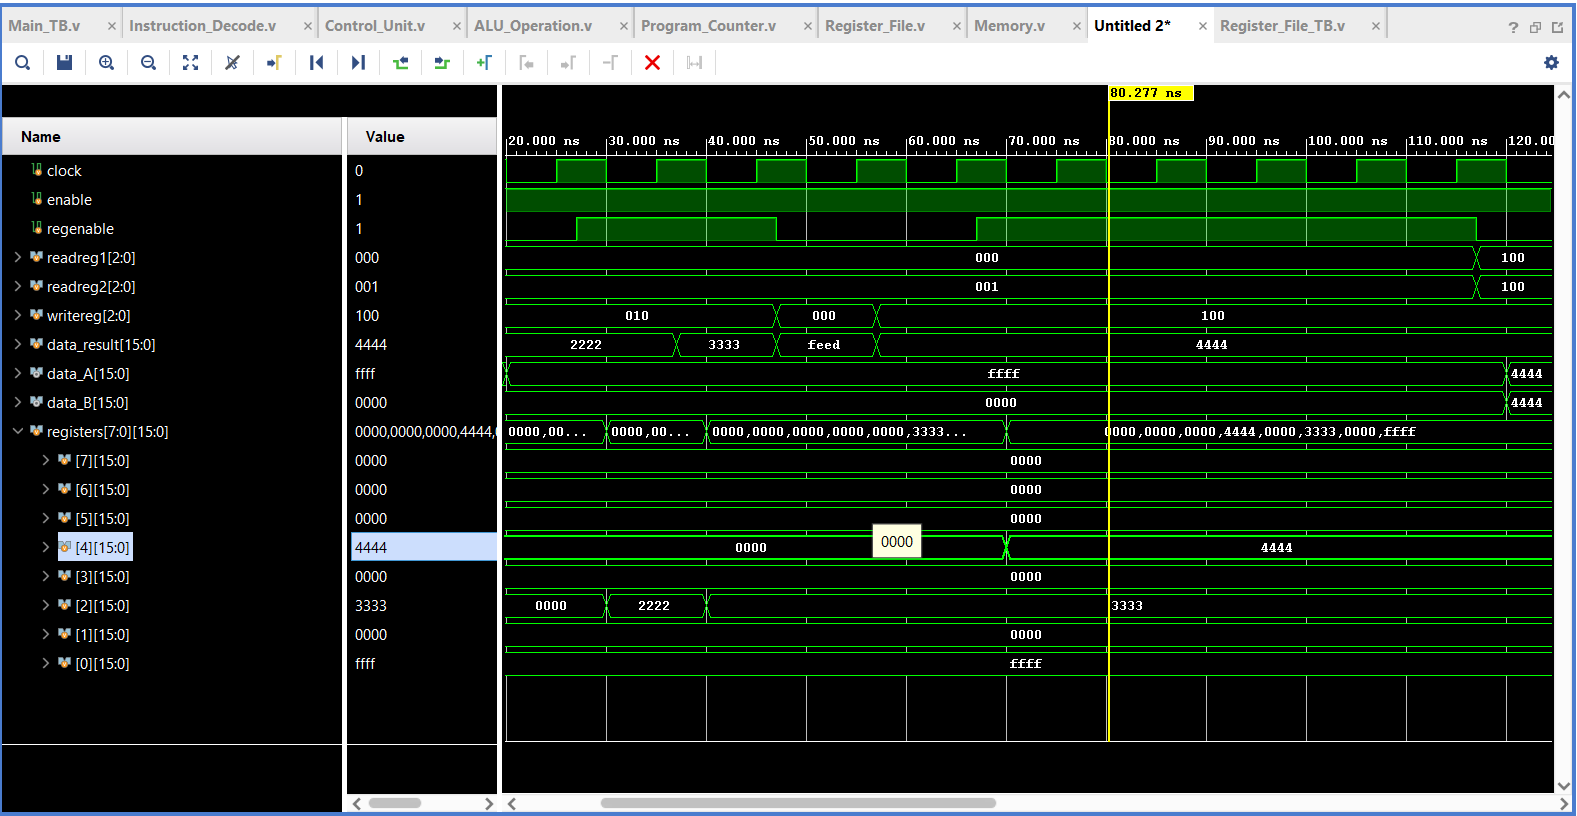 Main_TB.v × Instruction_Decode.v × Control_Unit.v × ALU_Operation.v × Program_Counter.v × Register_File.v × Memory.v × Untitled 2* × Register_File_TB.v × ?
80.277 ns
Name Value
20.000 ns 30.000 ns 40.000 ns 50.000 ns 60.000 ns 70.000 ns 80.000 ns 90.000 ns 100.000 ns 110.000 ns
clock 0
enable 1
regenable 1
readreg1[2:0] 000 000 100
readreg2[2:0] 001 001 100
writereg[2:0] 100 010 000 100
data_result[15:0] 4444 2222 3333 feed 4444
data_A[15:0] ffff ffff 4444
data_B[15:0] 0000 0000 4444
registers[7:0][15:0] 0000,0000,0000,4444, 0000,00... 0000,00... 0000,0000,0000,0000,0000,3333... 0000,0000,0000,4444,0000,3333,0000,ffff
[7][15:0] 0000 0000
[6][15:0] 0000 0000
[5][15:0] 0000 0000
[4][15:0] 4444 0000 0000 4444
[3][15:0] 0000 0000
[2][15:0] 3333 0000 2222 3333
[1][15:0] 0000 0000
[0][15:0] ffff ffff